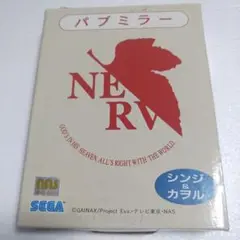 パブミラー
NERV
GOD'S IN HIS HEAVEN. ALL'S RIGHT WITH THE WORLD.
シンジ
&
カヲル
SEGA
©GAINAX/Project Eva.・テレビ東京・NAS